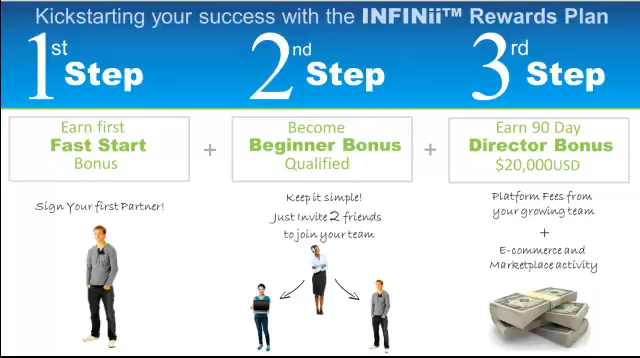 Kickstarting your success with the INFINii™ Rewards Plan
1st Step
2nd Step
3rd Step
Earn first
Fast Start
Bonus
+
Become
Beginner Bonus
Qualified
+
Earn 90 Day
Director Bonus
$20,000USD
Sign Your first Partner!
Keep it simple!
Just Invite 2 friends
to join your team
Platform Fees from
your growing team
+
E-commerce and
Marketplace activity